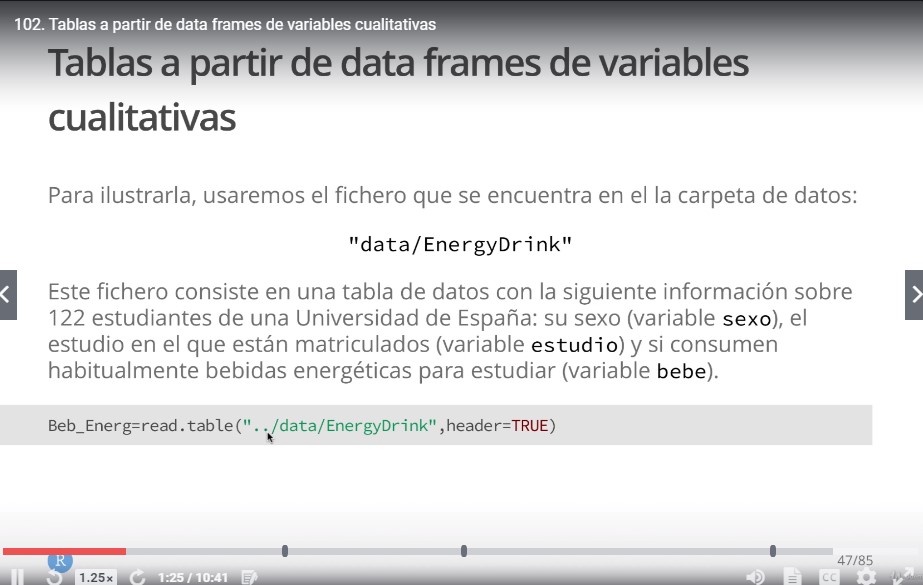 102. Tablas a partir de data frames de variables cualitativas
Tablas a partir de data frames de variables
cualitativas
Para ilustrarla, usaremos el fichero que se encuentra en el la carpeta de datos:
"data/EnergyDrink"
Este fichero consiste en una tabla de datos con la siguiente información sobre
122 estudiantes de una Universidad de España: su sexo (variable sexo), el
estudio en el que están matriculados (variable estudio) y si consumen
habitualmente bebidas energéticas para estudiar (variable bebe).
Beb_Energ=read.table("../data/EnergyDrink",header=TRUE)
47/85
R
1.25x
1:25 / 10:41
CC